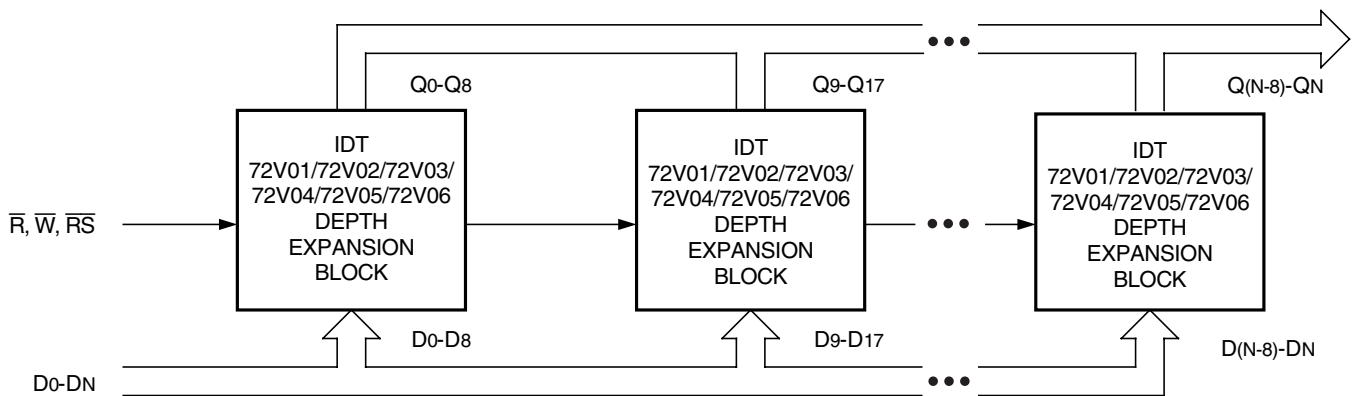 Q0-Q8
Q9-Q17
Q(N-8)-QN
IDT
72V01/72V02/72V03/
72V04/72V05/72V06
DEPTH
EXPANSION
BLOCK
IDT
72V01/72V02/72V03/
72V04/72V05/72V06
DEPTH
EXPANSION
BLOCK
IDT
72V01/72V02/72V03/
72V04/72V05/72V06
DEPTH
EXPANSION
BLOCK
R̅, W̅, R̅S̅
D0-D8
D9-D17
D(N-8)-DN
D0-DN